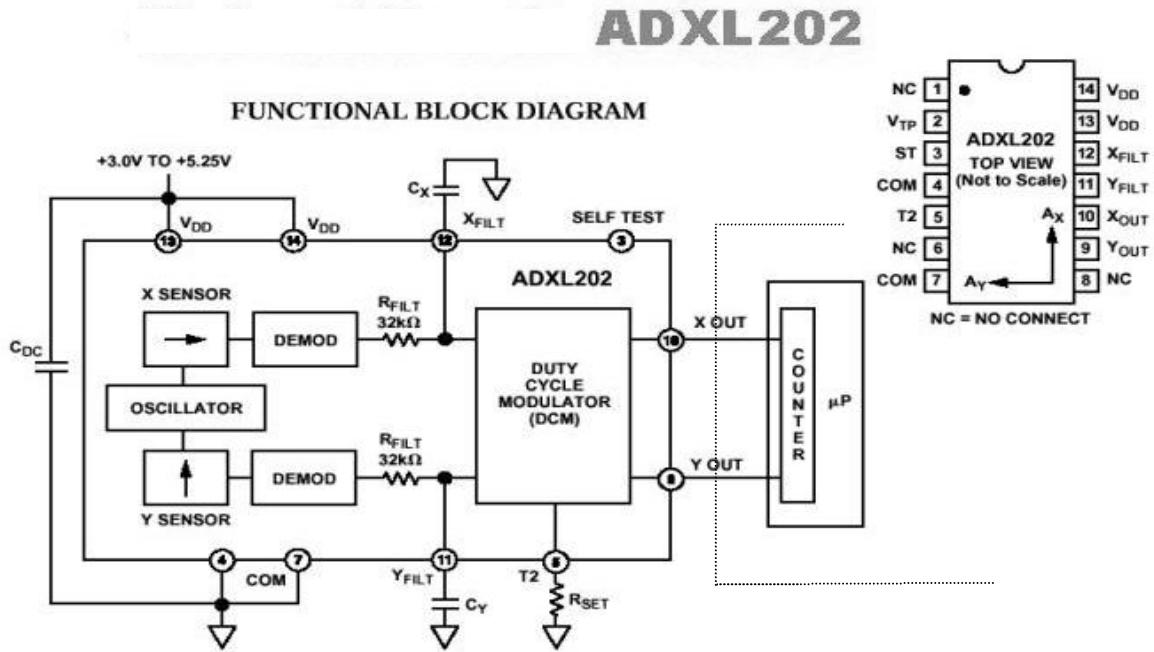 ADXL202
FUNCTIONAL BLOCK DIAGRAM
+3.0V TO +5.25V
VDD
VDD
CX
XFILT
SELF TEST
13
14
12
3
ADXL202
X SENSOR
DEMOD
RFILT
32kΩ
CDC
OSCILLATOR
DUTY
CYCLE
MODULATOR
(DCM)
10
X OUT
COUNTER
µP
RFILT
32kΩ
DEMOD
Y OUT
Y SENSOR
4
7
11
5
COM
YFILT
T2
CY
RSET
NC 1
VTP 2
ST 3
COM 4
T2 5
NC 6
COM 7
ADXL202
TOP VIEW
(Not to Scale)
AX
AY
14 VDD
13 VDD
12 XFILT
11 YFILT
10 XOUT
9 YOUT
8 NC
NC = NO CONNECT